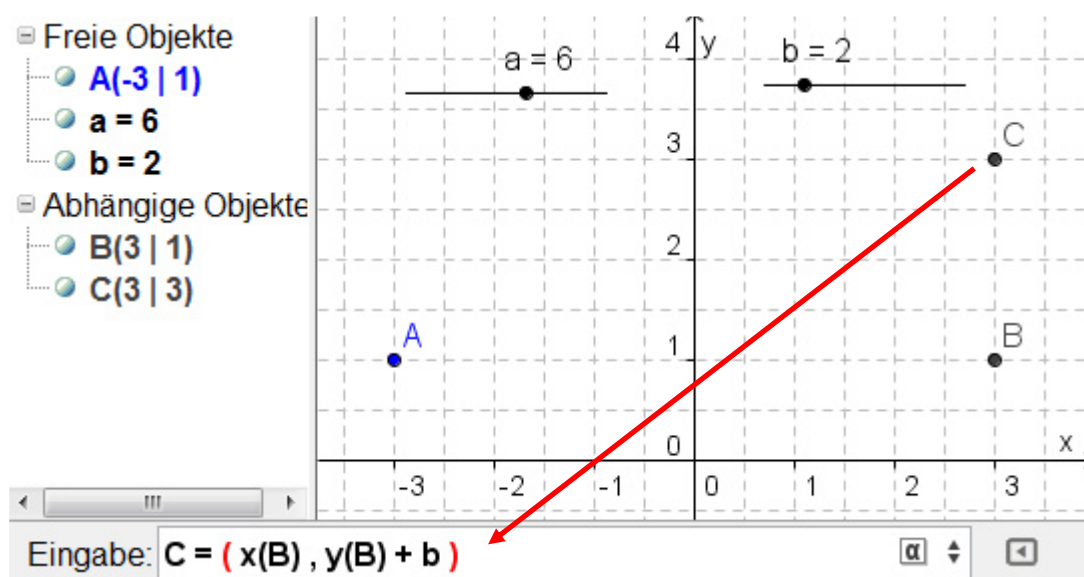 Freie Objekte
A(-3 | 1)
a = 6
b = 2
Abhängige Objekte
B(3 | 1)
C(3 | 3)
a = 6
b = 2
4 y
3
C
2
A
1
B
0
x
-3 -2 -1 0 1 2 3
Eingabe: C = ( x(B) , y(B) + b )
α